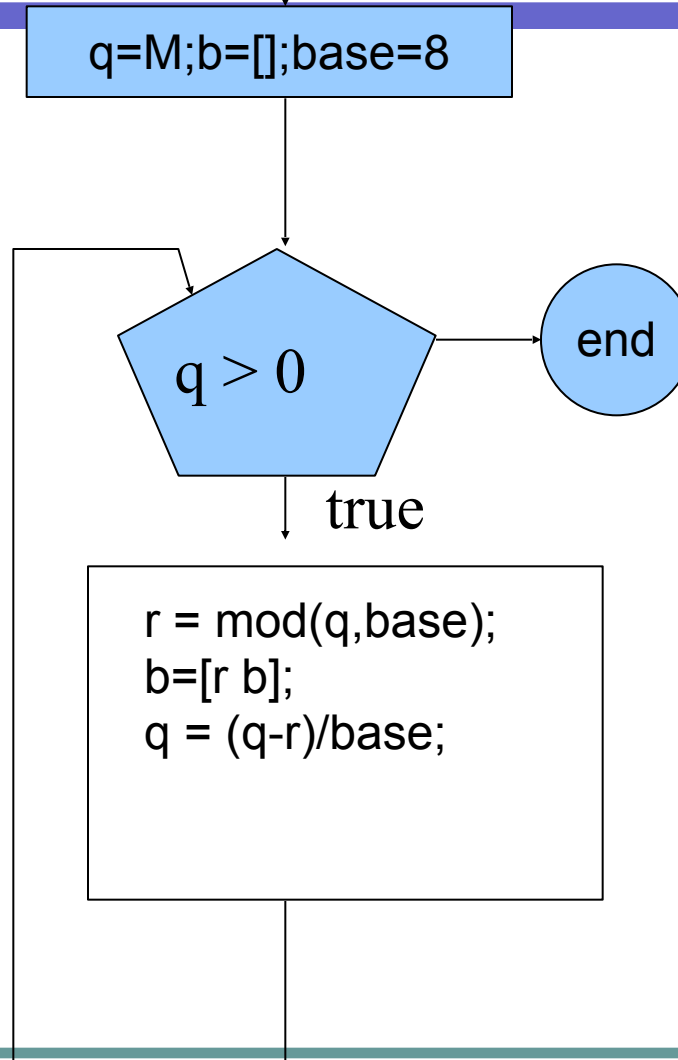 q=M;b=[];base=8
q > 0
end
true
r = mod(q,base);
b=[r b];
q = (q-r)/base;